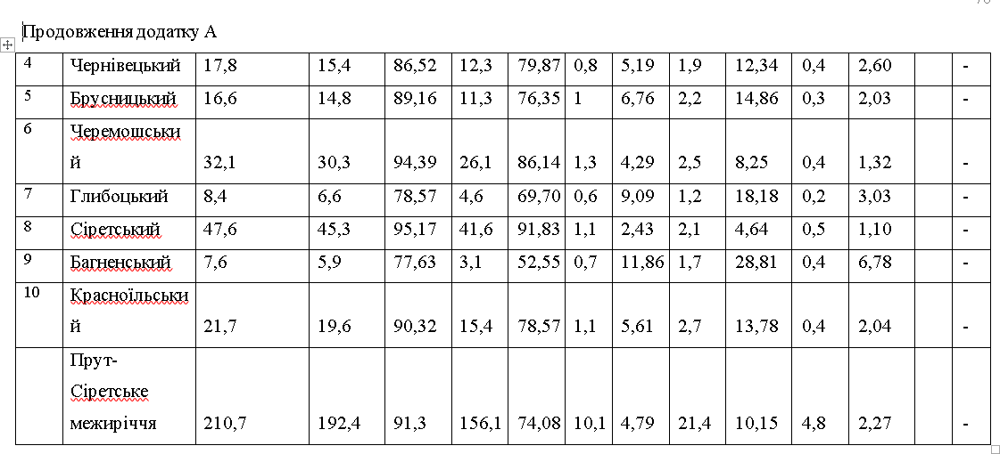 Продовження додатку А
4 Чернівецький 17,8 15,4 86,52 12,3 79,87 0,8 5,19 1,9 12,34 0,4 2,60 -
5 Брусницький 16,6 14,8 89,16 11,3 76,35 1 6,76 2,2 14,86 0,3 2,03 -
6 Черемошськи
й 32,1 30,3 94,39 26,1 86,14 1,3 4,29 2,5 8,25 0,4 1,32 -
7 Глибоцький 8,4 6,6 78,57 4,6 69,70 0,6 9,09 1,2 18,18 0,2 3,03 -
8 Сіретський 47,6 45,3 95,17 41,6 91,83 1,1 2,43 2,1 4,64 0,5 1,10 -
9 Багненський 7,6 5,9 77,63 3,1 52,55 0,7 11,86 1,7 28,81 0,4 6,78 -
10 Красноїльськи
й 21,7 19,6 90,32 15,4 78,57 1,1 5,61 2,7 13,78 0,4 2,04 -
Прут-
Сіретське
межиріччя 210,7 192,4 91,3 156,1 74,08 10,1 4,79 21,4 10,15 4,8 2,27 -